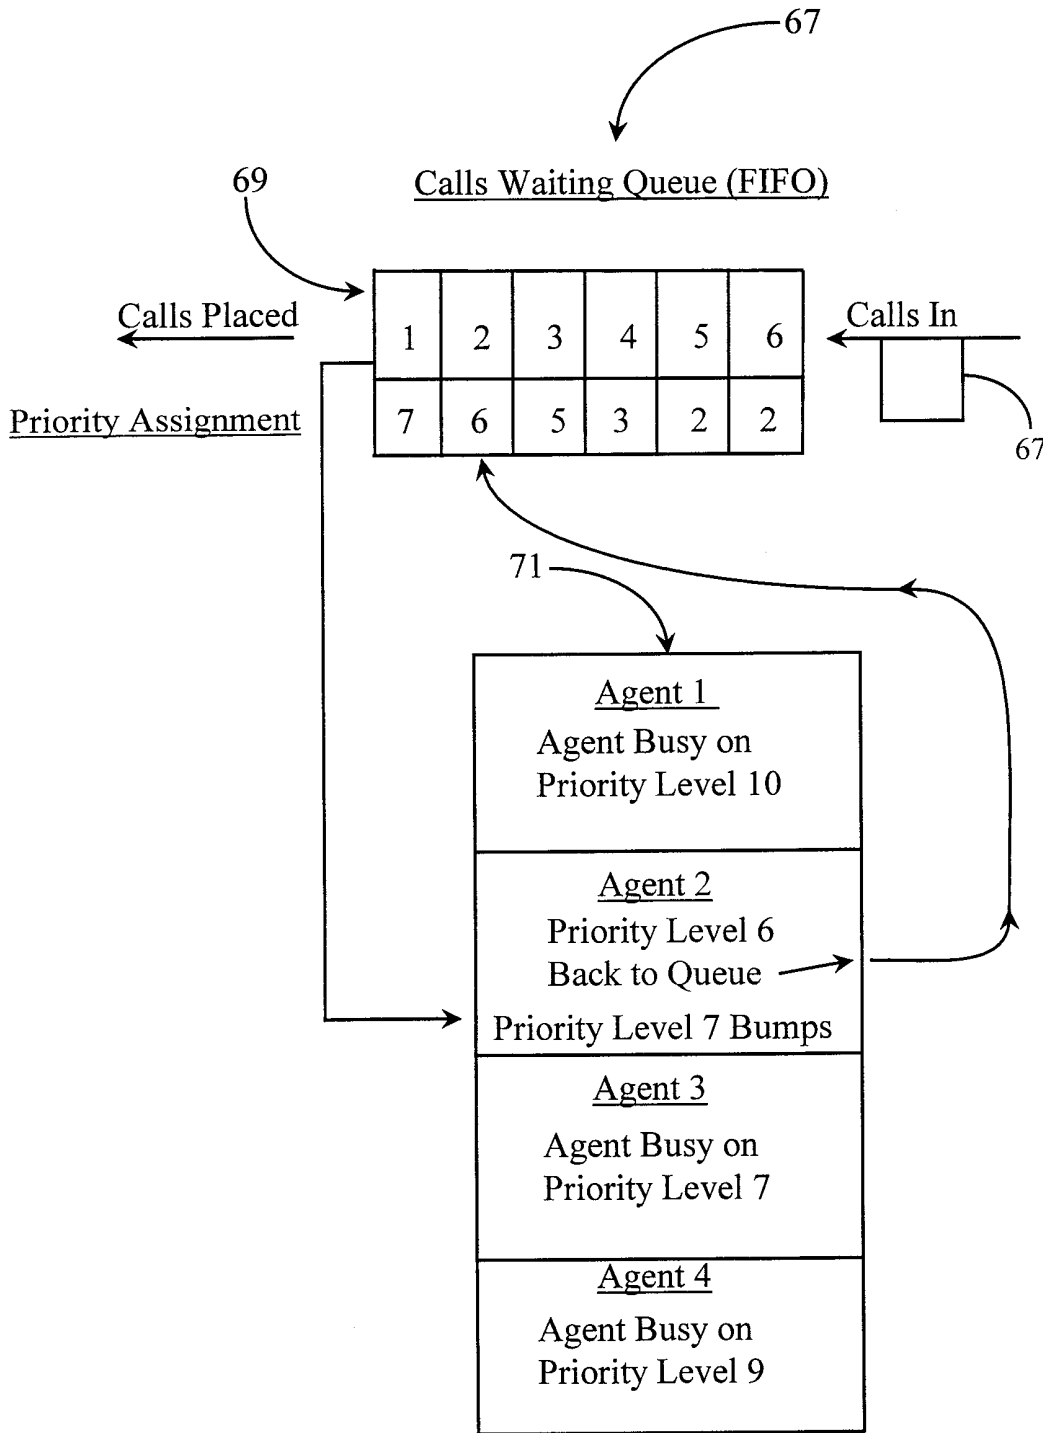 67
Calls Waiting Queue (FIFO)
69
Calls Placed
1 2 3 4 5 6
Calls In
Priority Assignment
7 6 5 3 2 2
67
71
Agent 1
Agent Busy on
Priority Level 10
Agent 2
Priority Level 6
Back to Queue
Priority Level 7 Bumps
Agent 3
Agent Busy on
Priority Level 7
Agent 4
Agent Busy on
Priority Level 9